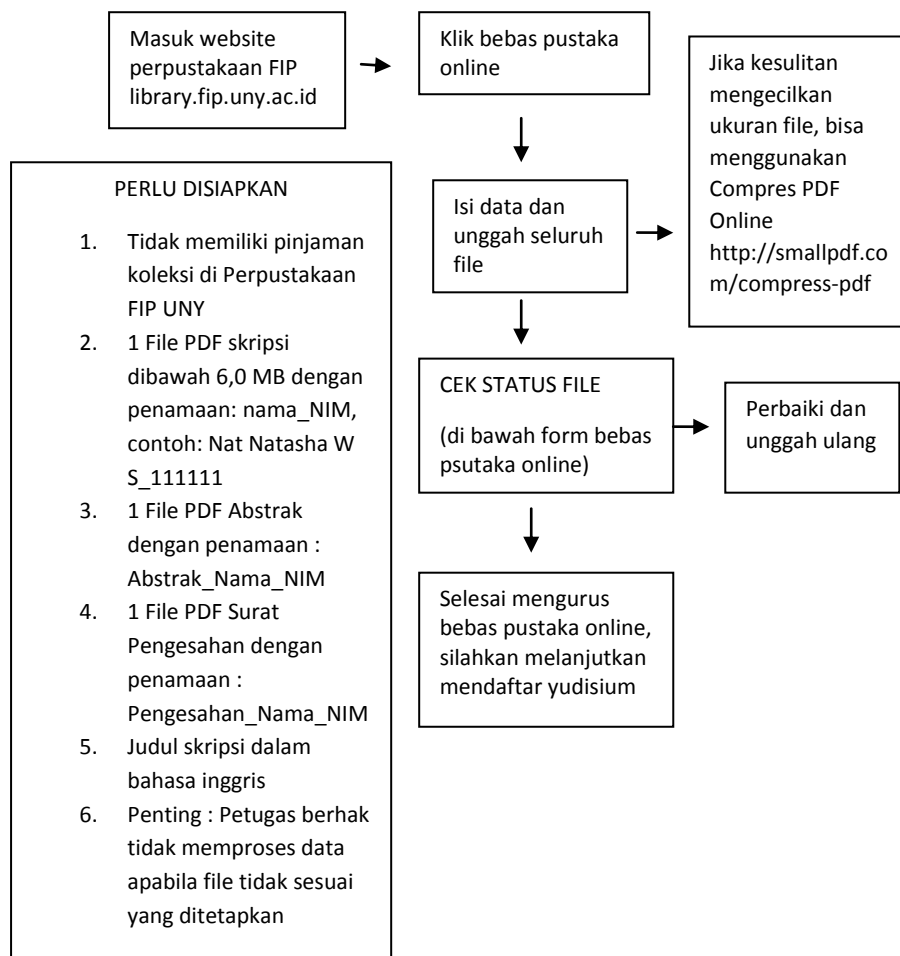 Masuk website
perpustakaan FIP
library.fip.uny.ac.id
Klik bebas pustaka
online
Jika kesulitan
mengecilkan
ukuran file, bisa
menggunakan
Compres PDF
Online
http://smallpdf.co
m/compress-pdf
Isi data dan
unggah seluruh
file
CEK STATUS FILE
(di bawah form bebas
psutaka online)
Perbaiki dan
unggah ulang
Selesai mengurus
bebas pustaka online,
silahkan melanjutkan
mendaftar yudisium
PERLU DISIAPKAN
1. Tidak memiliki pinjaman
koleksi di Perpustakaan
FIP UNY
2. 1 File PDF skripsi
dibawah 6,0 MB dengan
penamaan: nama_NIM,
contoh: Nat Natasha W
S_111111
3. 1 File PDF Abstrak
dengan penamaan :
Abstrak_Nama_NIM
4. 1 File PDF Surat
Pengesahan dengan
penamaan :
Pengesahan_Nama_NIM
5. Judul skripsi dalam
bahasa inggris
6. Penting : Petugas berhak
tidak memproses data
apabila file tidak sesuai
yang ditetapkan